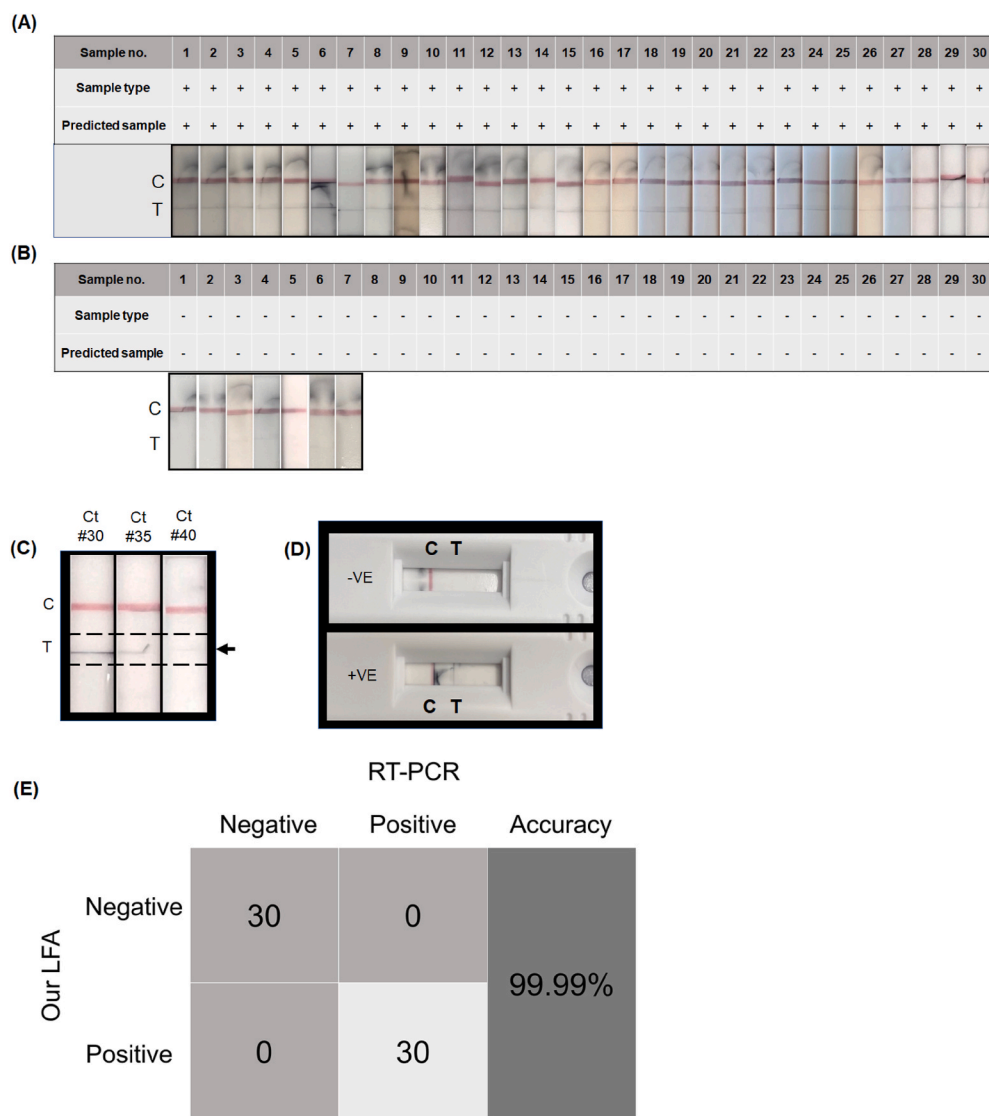 (A)
Sample no. 1 2 3 4 5 6 7 8 9 10 11 12 13 14 15 16 17 18 19 20 21 22 23 24 25 26 27 28 29 30
Sample type + + + + + + + + + + + + + + + + + + + + + + + + + + + + + +
Predicted sample + + + + + + + + + + + + + + + + + + + + + + + + + + + + + +
C
T
(B)
Sample no. 1 2 3 4 5 6 7 8 9 10 11 12 13 14 15 16 17 18 19 20 21 22 23 24 25 26 27 28 29 30
Sample type - - - - - - - - - - - - - - - - - - - - - - - - - - - - - -
Predicted sample - - - - - - - - - - - - - - - - - - - - - - - - - - - - - -
C
T
(C)
Ct Ct Ct
#30 #35 #40
C
T
(D)
C T
-VE
+VE
C T
(E)
RT-PCR
Negative Positive Accuracy
Our LFA
Negative 30 0
99.99%
Positive 0 30